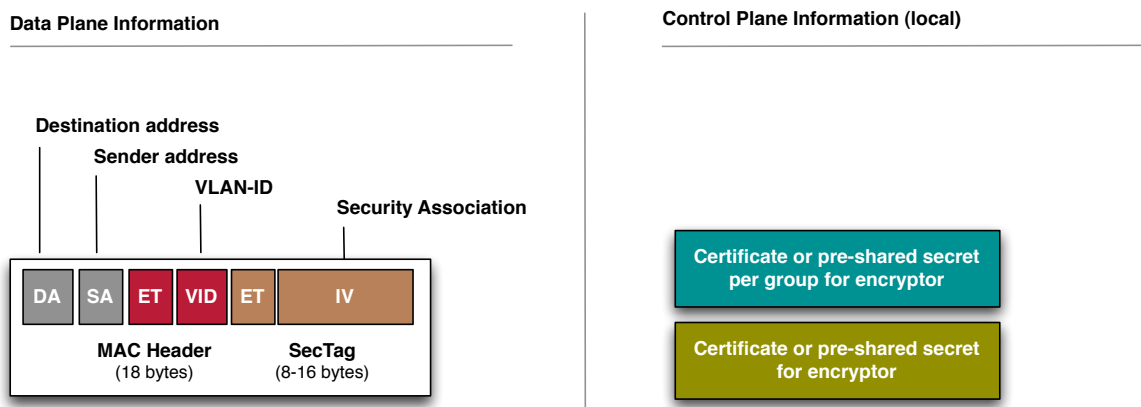 Data Plane Information
Control Plane Information (local)
Destination address
Sender address
VLAN-ID
Security Association
DA SA ET VID ET IV
MAC Header
(18 bytes)
SecTag
(8-16 bytes)
Certificate or pre-shared secret
per group for encryptor
Certificate or pre-shared secret
for encryptor